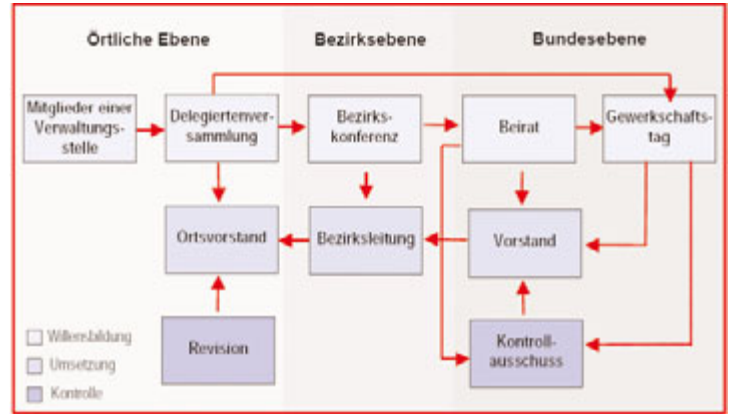 Örtliche Ebene
Bezirksebene
Bundesebene
Mitglieder einer
Verwaltungs-
stelle
Delegiertenver-
sammlung
Bezirks-
konferenz
Beirat
Gewerkschafts-
tag
Ortsvorstand
Bezirksleitung
Vorstand
Revision
Kontroll-
ausschuss
Willensbildung
Umsetzung
Kontrolle